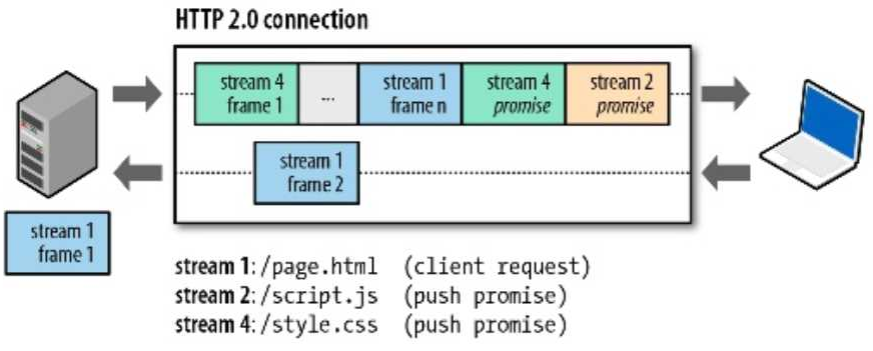 HTTP 2.0 connection
stream 4
frame 1
...
stream 1
frame n
stream 4
promise
stream 2
promise
stream 1
frame 2
stream 1
frame 1
stream 1: /page.html (client request)
stream 2: /script.js (push promise)
stream 4: /style.css (push promise)